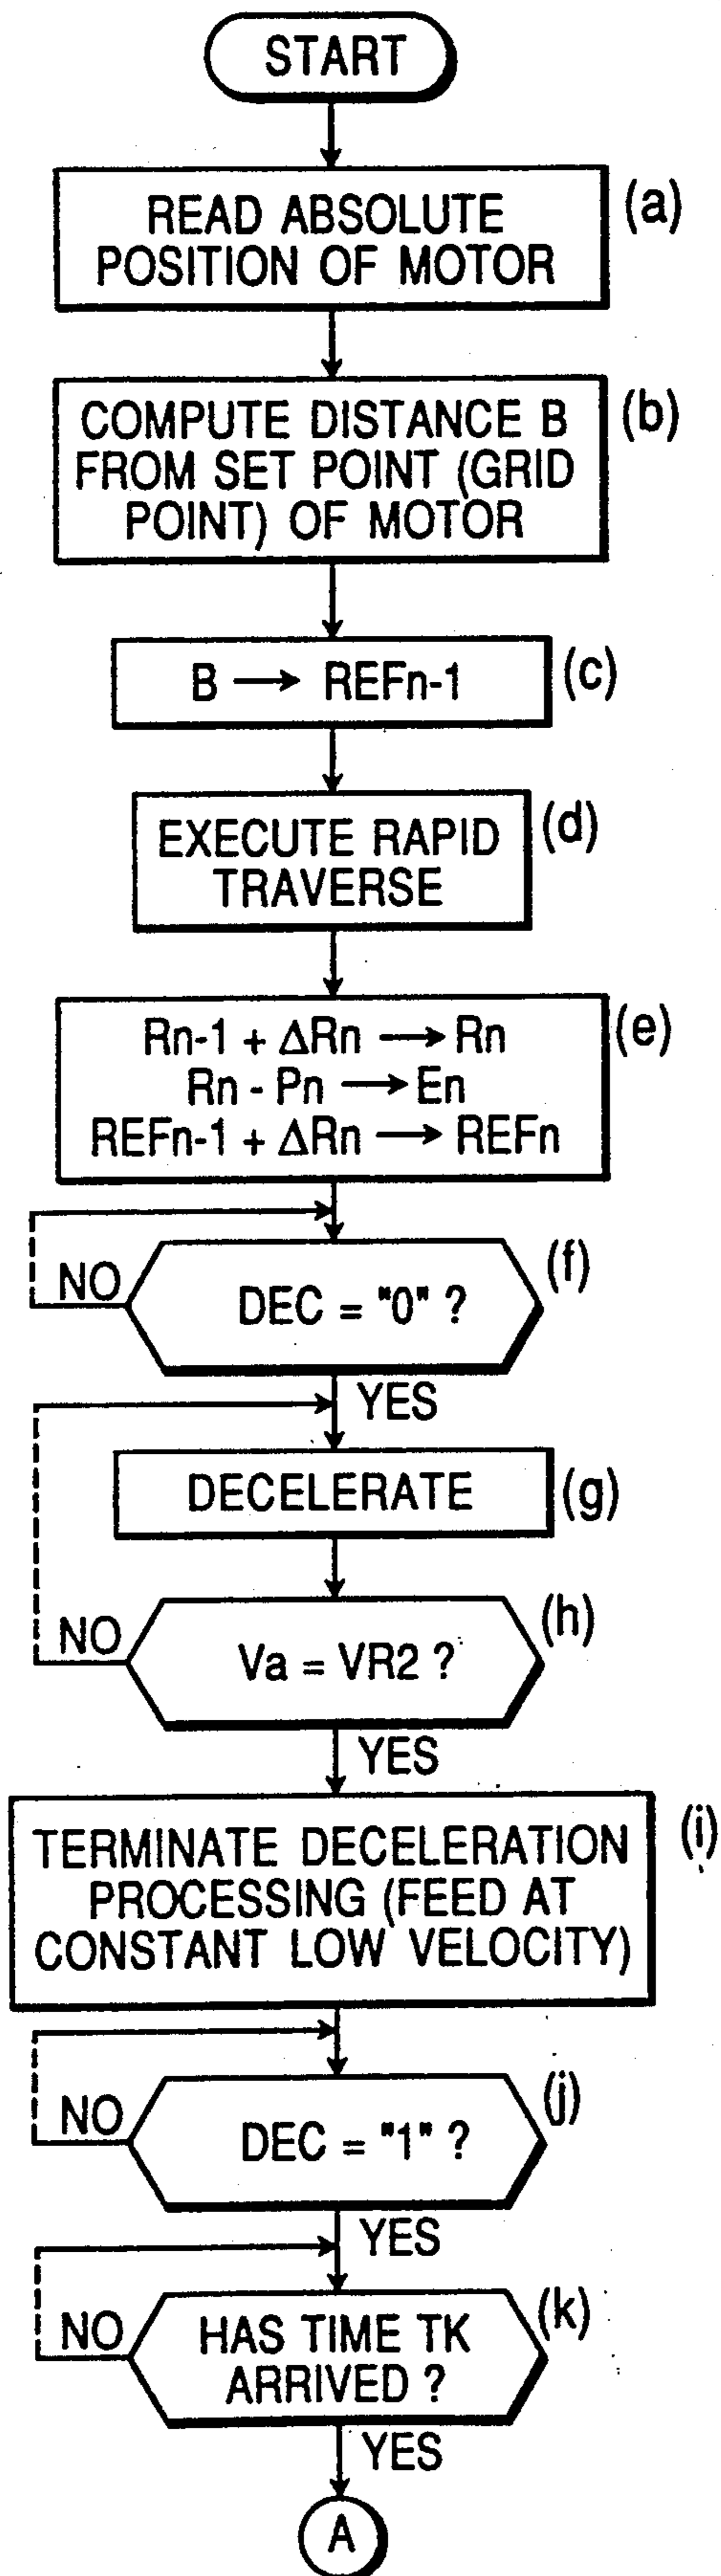 START
READ ABSOLUTE
POSITION OF MOTOR
(a)
COMPUTE DISTANCE B
FROM SET POINT (GRID
POINT) OF MOTOR
(b)
B → REFn-1
(c)
EXECUTE RAPID
TRAVERSE
(d)
Rn-1 + ΔRn → Rn
Rn - Pn → En
REFn-1 + ΔRn → REFn
(e)
DEC = "0" ?
(f)
NO
YES
DECELERATE
(g)
Va = VR2 ?
(h)
NO
YES
TERMINATE DECELERATION
PROCESSING (FEED AT
CONSTANT LOW VELOCITY)
(i)
DEC = "1" ?
(j)
NO
YES
HAS TIME TK
ARRIVED ?
(k)
NO
YES
A